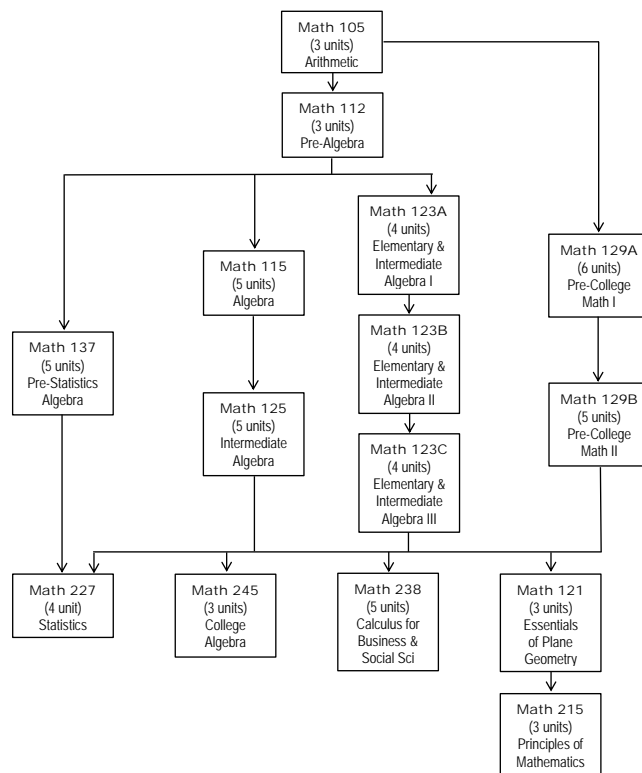 Math 105
(3 units)
Arithmetic
Math 112
(3 units)
Pre-Algebra
Math 123A
(4 units)
Elementary &
Intermediate
Algebra I
Math 115
(5 units)
Algebra
Math 129A
(6 units)
Pre-College
Math I
Math 137
(5 units)
Pre-Statistics
Algebra
Math 123B
(4 units)
Elementary &
Intermediate
Algebra II
Math 125
(5 units)
Intermediate
Algebra
Math 129B
(5 units)
Pre-College
Math II
Math 123C
(4 units)
Elementary &
Intermediate
Algebra III
Math 227
(4 unit)
Statistics
Math 245
(3 units)
College
Algebra
Math 238
(5 units)
Calculus for
Business &
Social Sci
Math 121
(3 units)
Essentials
of Plane
Geometry
Math 215
(3 units)
Principles of
Mathematics